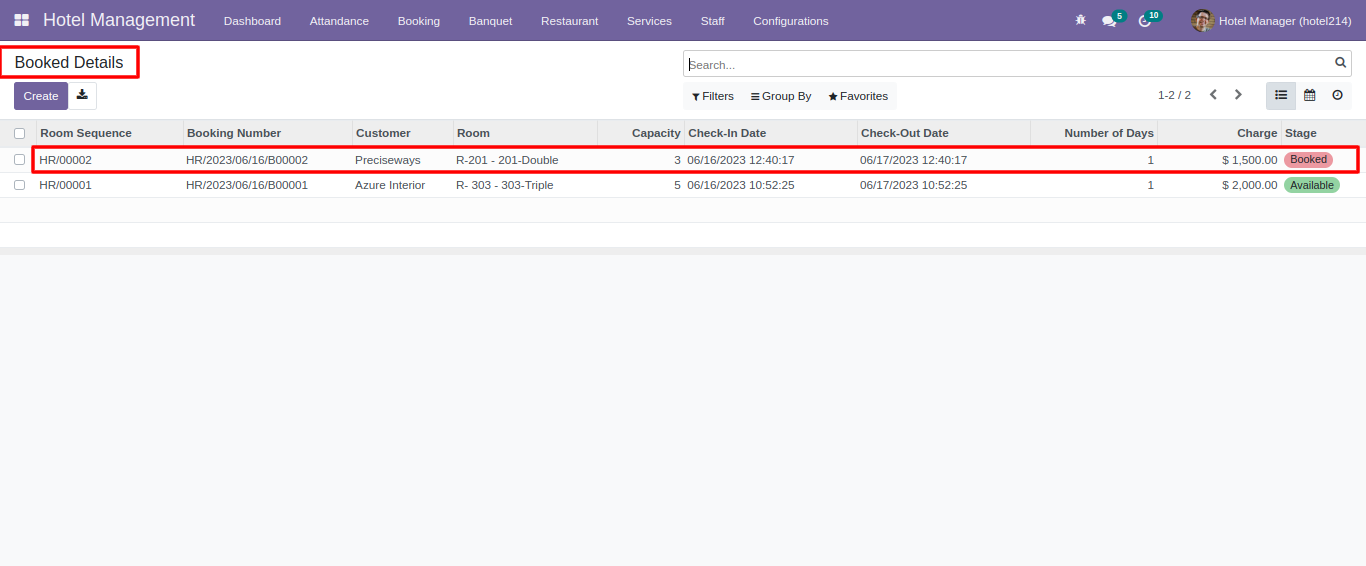 Hotel Management Dashboard Attandance Booking Banquet Restaurant Services Staff Configurations 5 10 Hotel Manager (hotel214)
Booked Details
Search...
Create Filters Group By Favorites 1-2 / 2
Room Sequence Booking Number Customer Room Capacity Check-In Date Check-Out Date Number of Days Charge Stage
HR/00002 HR/2023/06/16/B00002 Preciseways R-201 - 201-Double 3 06/16/2023 12:40:17 06/17/2023 12:40:17 1 $ 1,500.00 Booked
HR/00001 HR/2023/06/16/B00001 Azure Interior R- 303 - 303-Triple 5 06/16/2023 10:52:25 06/17/2023 10:52:25 1 $ 2,000.00 Available